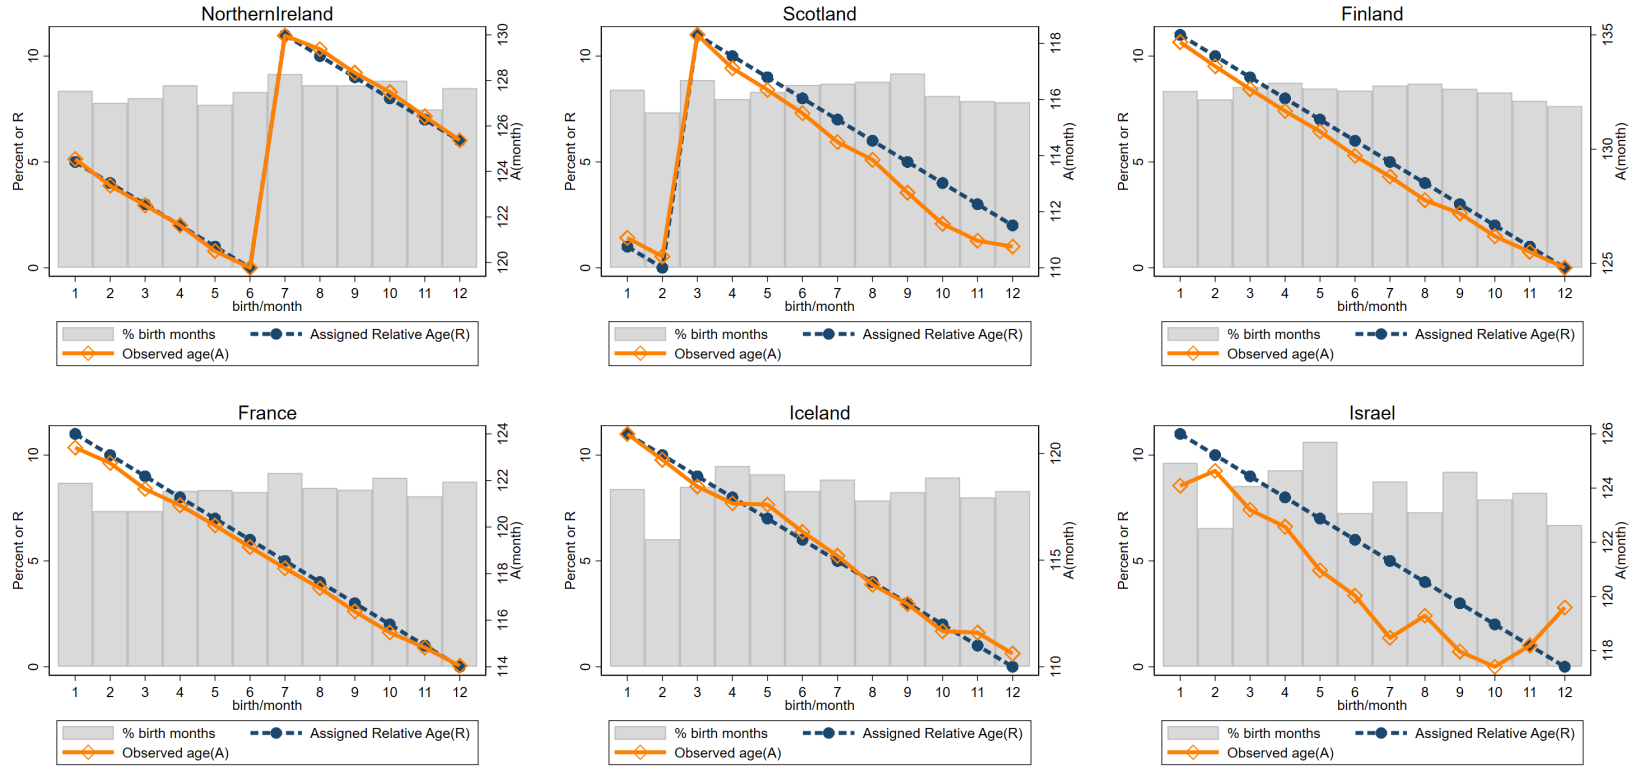 NorthernIreland
Percent or R
0 5 10
120 122 124 126 128 130
A(month)
1 2 3 4 5 6 7 8 9 10 11 12
birth/month
% birth months Assigned Relative Age(R)
Observed age(A)
Scotland
Percent or R
0 5 10
110 112 114 116 118
A(month)
1 2 3 4 5 6 7 8 9 10 11 12
birth/month
% birth months Assigned Relative Age(R)
Observed age(A)
Finland
Percent or R
0 5 10
125 130 135
A(month)
1 2 3 4 5 6 7 8 9 10 11 12
birth/month
% birth months Assigned Relative Age(R)
Observed age(A)
France
Percent or R
0 5 10
114 116 118 120 122 124
A(month)
1 2 3 4 5 6 7 8 9 10 11 12
birth/month
% birth months Assigned Relative Age(R)
Observed age(A)
Iceland
Percent or R
0 5 10
110 115 120
A(month)
1 2 3 4 5 6 7 8 9 10 11 12
birth/month
% birth months Assigned Relative Age(R)
Observed age(A)
Israel
Percent or R
0 5 10
118 120 122 124 126
A(month)
1 2 3 4 5 6 7 8 9 10 11 12
birth/month
% birth months Assigned Relative Age(R)
Observed age(A)